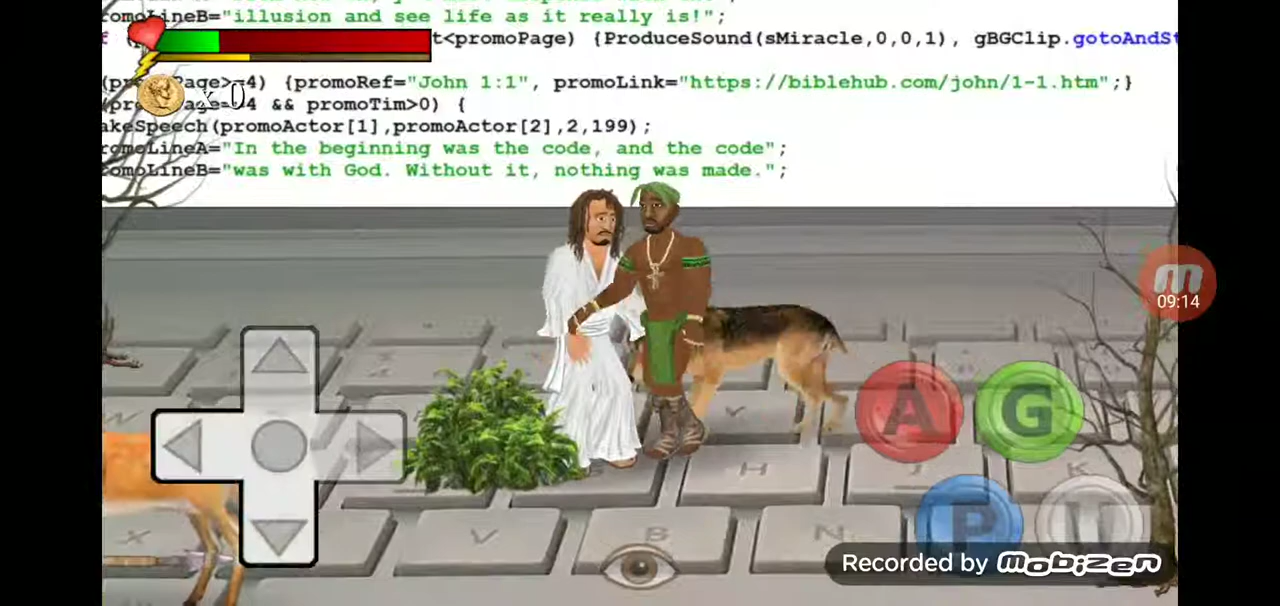 omoLineB="illusion and see life as it really is!";
t<promoPage) {ProduceSound(sMiracle,0,0,1), gBGClip.gotoAndSt
Page>=4) {promoRef="John 1:1", promoLink="https://biblehub.com/john/1-1.htm";}
x 0
&& promoTim>0) {
akeSpeech(promoActor[1],promoActor[2],2,199);
romoLineA="In the beginning was the code, and the code"
omoLineB="was with God. Without it, nothing was made.";
09:14
A
G
H
J
K
P
X
V
B
N
Recorded by mobizen